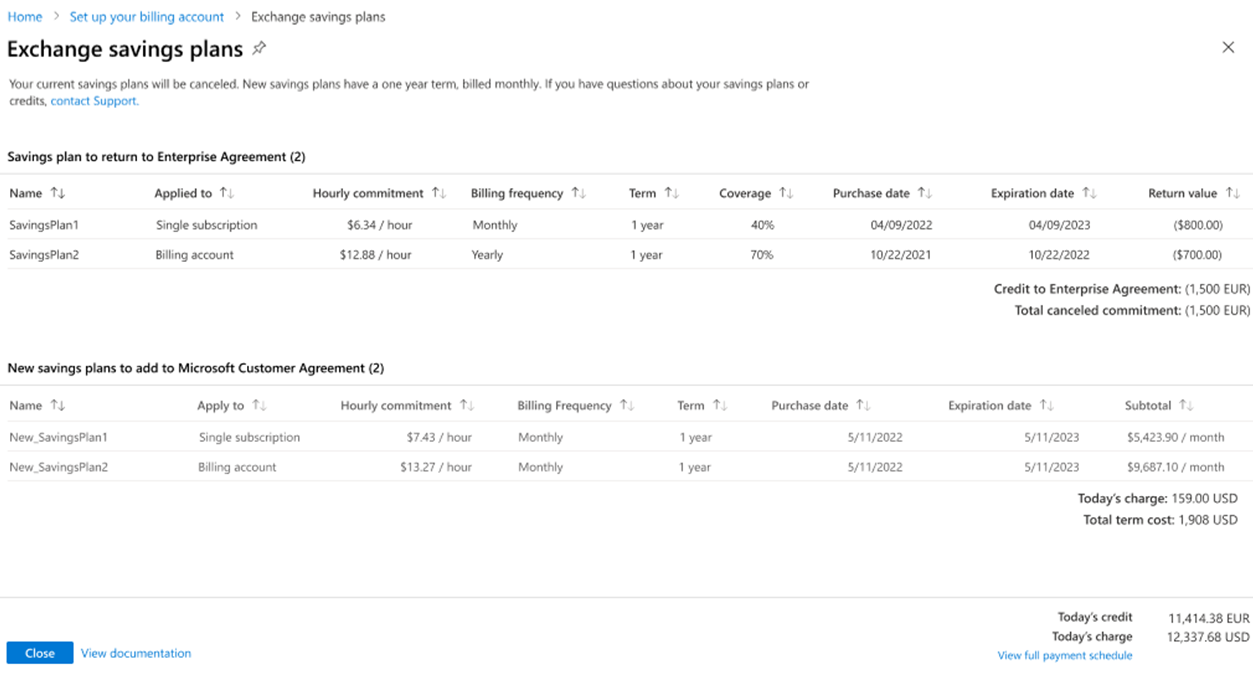 Home > Set up your billing account > Exchange savings plans
Exchange savings plans
Your current savings plans will be canceled. New savings plans have a one year term, billed monthly. If you have questions about your savings plans or
credits, contact Support.
Savings plan to return to Enterprise Agreement (2)
Name ↑↓ Applied to ↑↓ Hourly commitment ↑↓ Billing frequency ↑↓ Term ↑↓ Coverage ↑↓ Purchase date ↑↓ Expiration date ↑↓ Return value ↑↓
SavingsPlan1 Single subscription $6.34 / hour Monthly 1 year 40% 04/09/2022 04/09/2023 ($800.00)
SavingsPlan2 Billing account $12.88 / hour Yearly 1 year 70% 10/22/2021 10/22/2022 ($700.00)
Credit to Enterprise Agreement: (1,500 EUR)
Total canceled commitment: (1,500 EUR)
New savings plans to add to Microsoft Customer Agreement (2)
Name ↑↓ Apply to ↑↓ Hourly commitment ↑↓ Billing Frequency ↑↓ Term ↑↓ Purchase date ↑↓ Expiration date ↑↓ Subtotal ↑↓
New_SavingsPlan1 Single subscription $7.43 / hour Monthly 1 year 5/11/2022 5/11/2023 $5,423.90 / month
New_SavingsPlan2 Billing account $13.27 / hour Monthly 1 year 5/11/2022 5/11/2023 $9,687.10 / month
Today's charge: 159.00 USD
Total term cost: 1,908 USD
Today's credit 11,414.38 EUR
Today's charge 12,337.68 USD
Close View documentation View full payment schedule